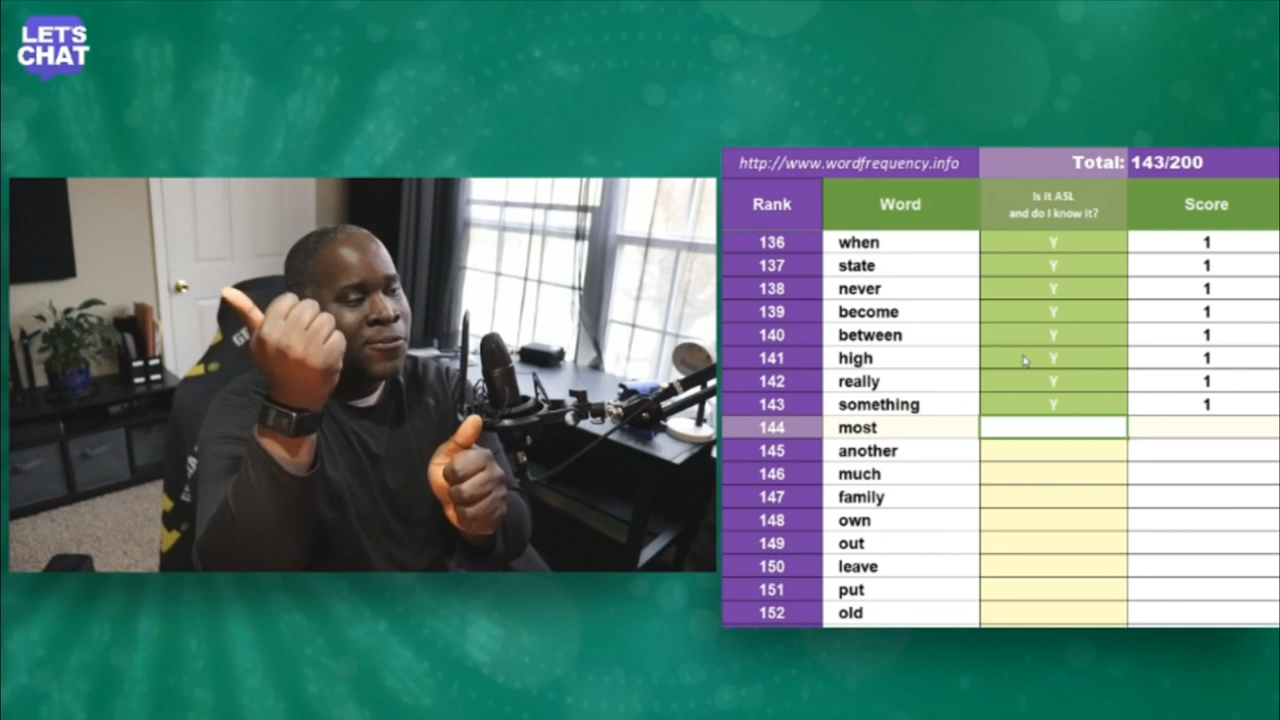 LET'S
CHAT
http://www.wordfrequency.info Total: 143/200
Rank Word Is it ASL and do I know it? Score
136 when Y 1
137 state Y 1
138 never Y 1
139 become Y 1
140 between Y 1
141 high Y 1
142 really Y 1
143 something Y 1
144 most
145 another
146 much
147 family
148 own
149 out
150 leave
151 put
152 old
GT